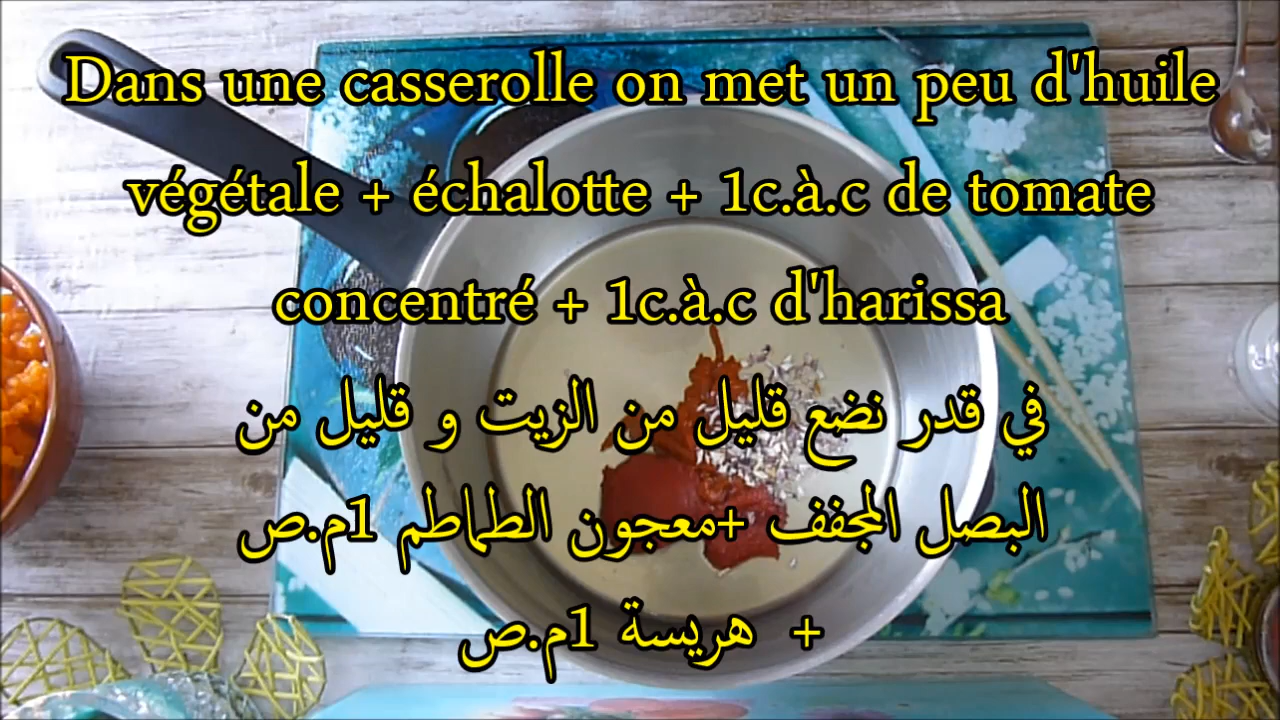 Dans une casserolle on met un peu d'huile
végétale + échalotte + 1c.à.c de tomate
concentré + 1c.à.c d'harissa
في قدر نضع قليل من الزيت و قليل من
البصل المجفف +معجون الطماطم 1م.ص
+ هريسة 1م.ص